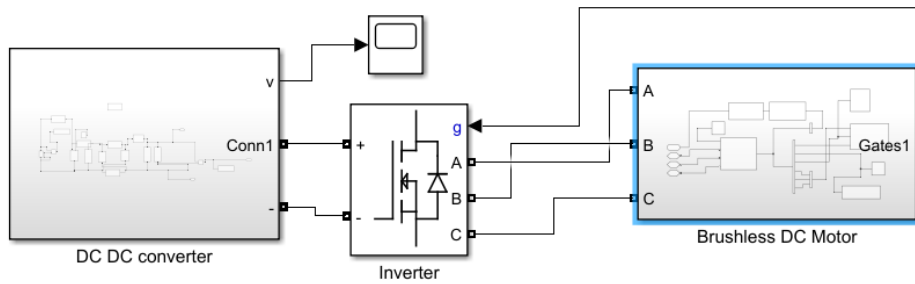 v
Conn1
-
DC DC converter
+
-
g
A
B
C
Inverter
A
B
C
Gates1
Brushless DC Motor